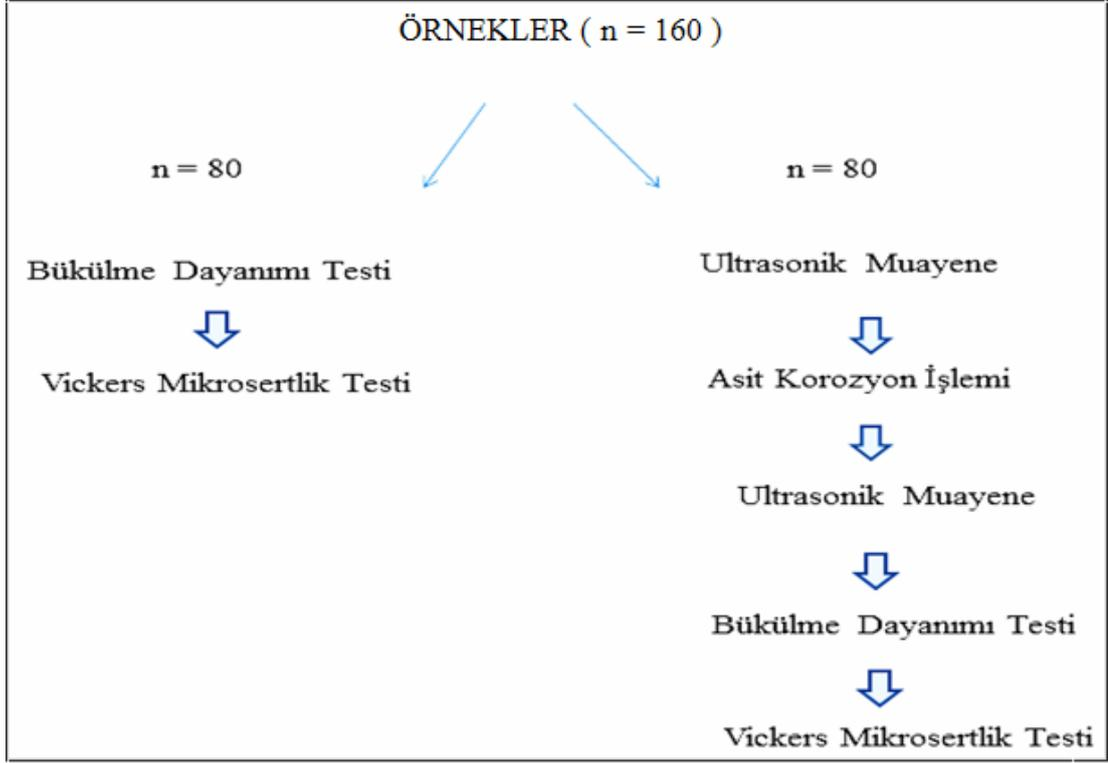 ÖRNEKLER ( n = 160 )
n = 80
Bükülme Dayanımı Testi
Vickers Mikrosertlik Testi
n = 80
Ultrasonik Muayene
Asit Korozyon İşlemi
Ultrasonik Muayene
Bükülme Dayanımı Testi
Vickers Mikrosertlik Testi